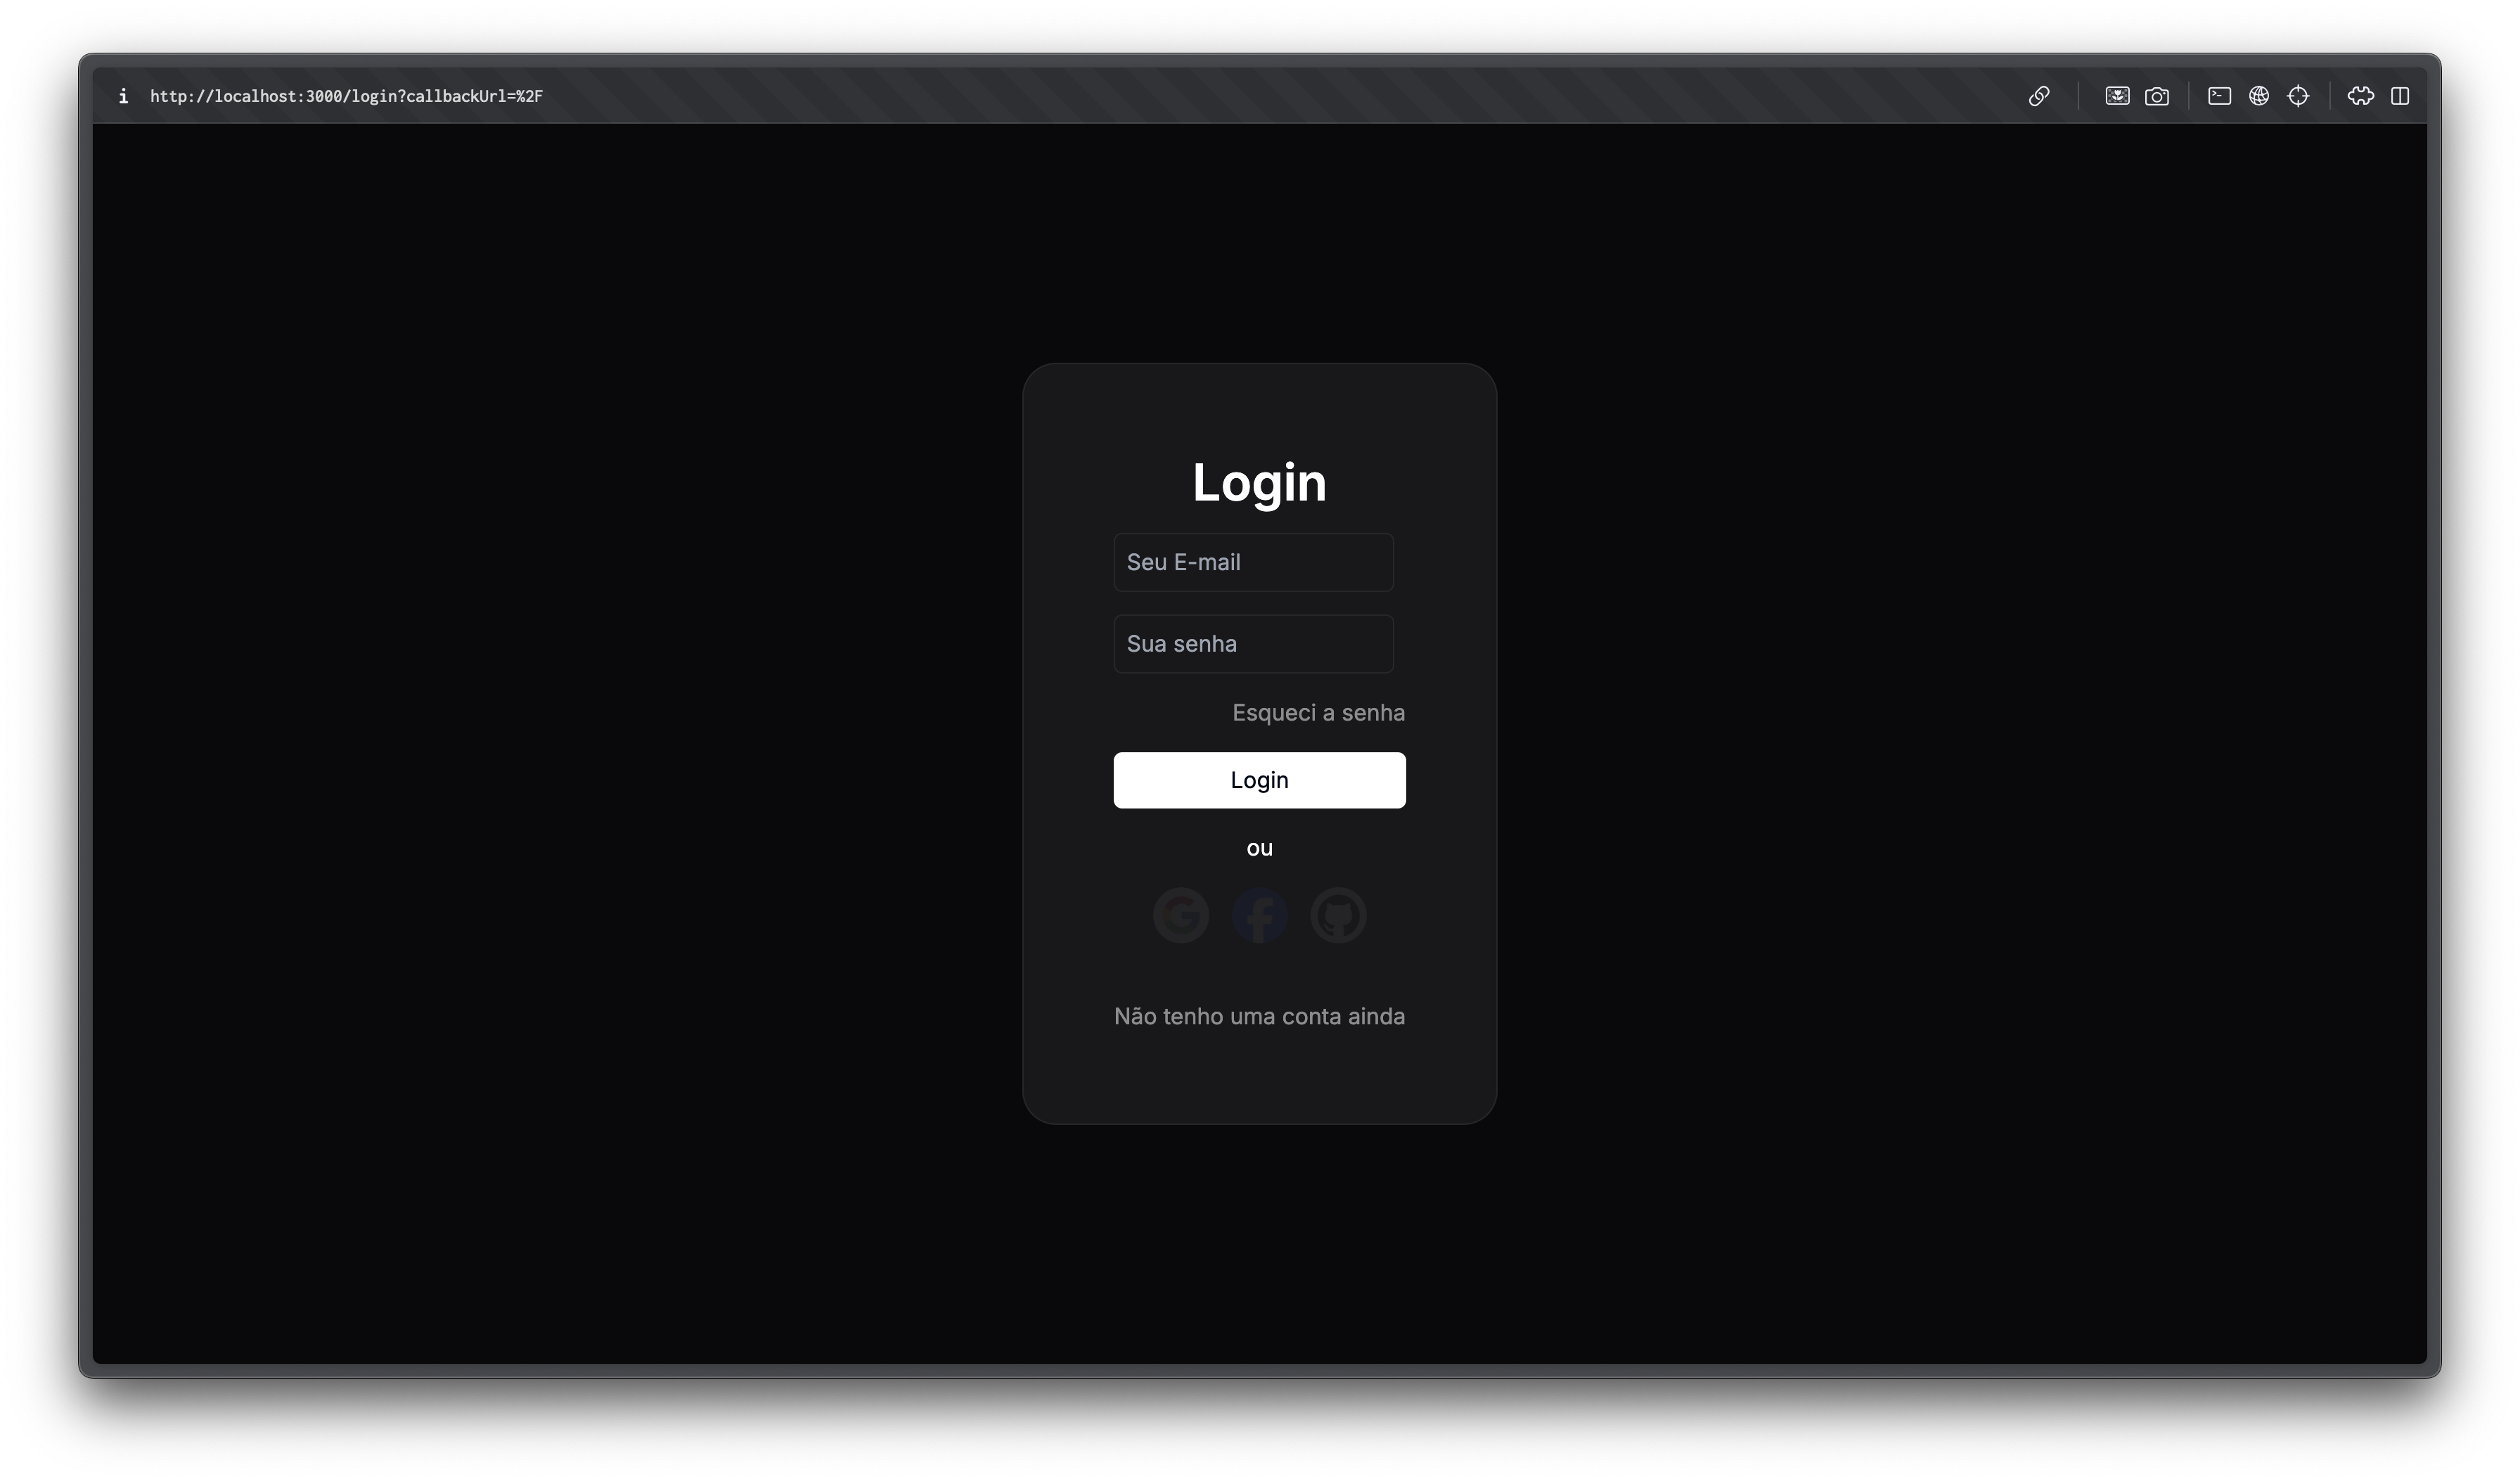 http://localhost:3000/login?callbackUrl=%2F
Login
Seu E-mail
Sua senha
Esqueci a senha
Login
ou
Não tenho uma conta ainda